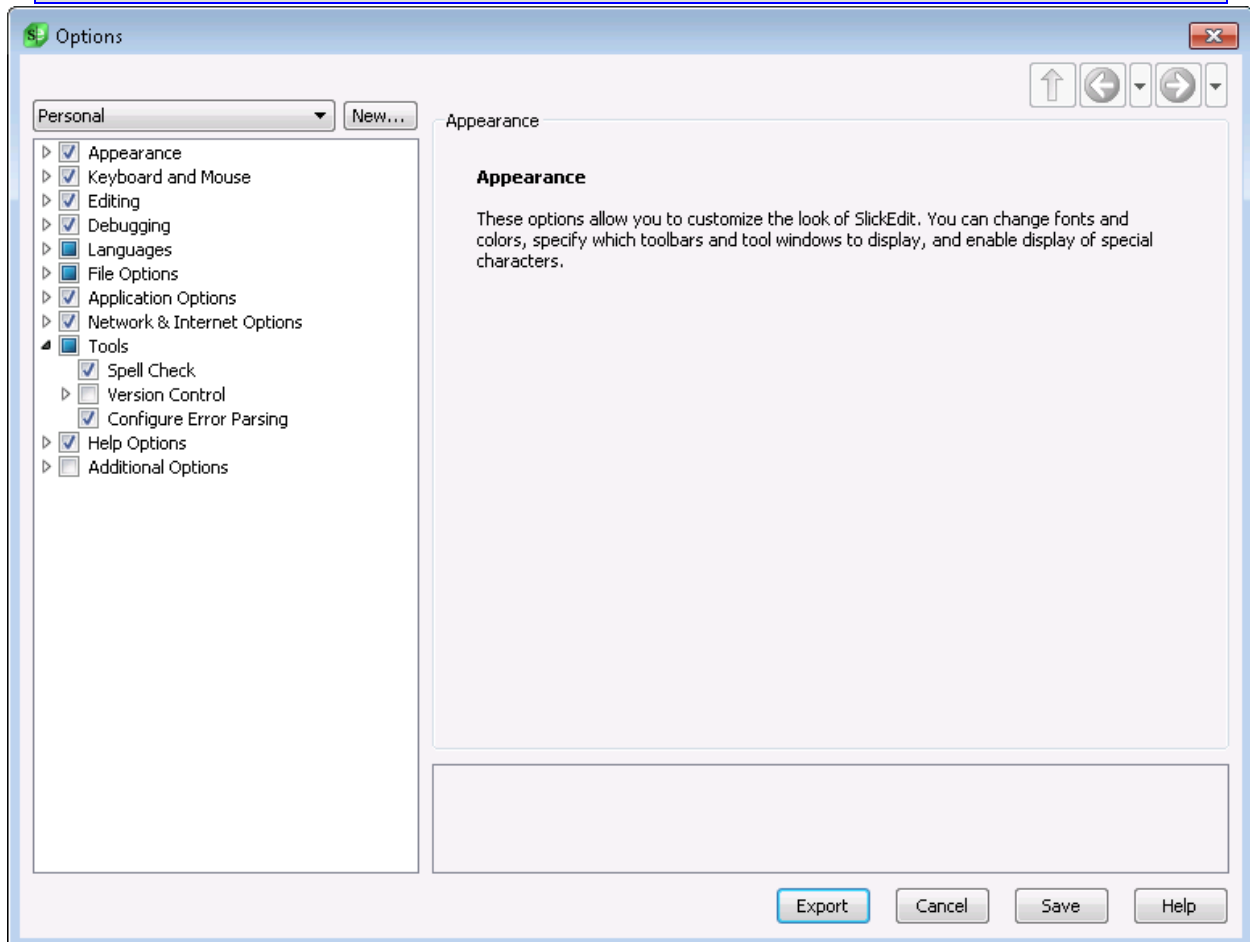 Options
Personal
New...
Appearance
Keyboard and Mouse
Editing
Debugging
Languages
File Options
Application Options
Network & Internet Options
Tools
Spell Check
Version Control
Configure Error Parsing
Help Options
Additional Options
Appearance
Appearance
These options allow you to customize the look of SlickEdit. You can change fonts and
colors, specify which toolbars and tool windows to display, and enable display of special
characters.
Export
Cancel
Save
Help